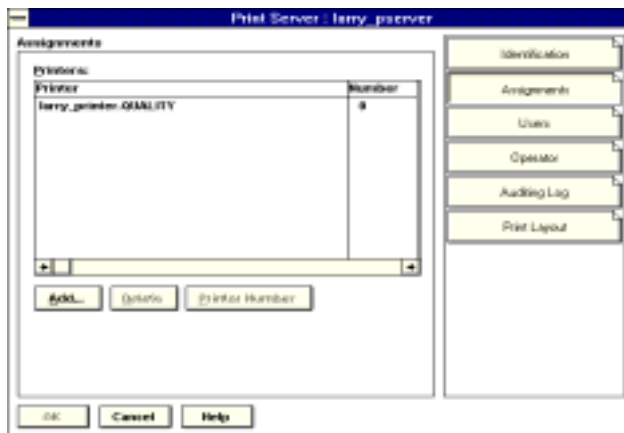 Print Server : larry_pserver
Assignments
Printers:
Printer Number
larry_printer.QUALITY 0
Add... Delete Printer Number
OK Cancel Help
Identification
Assignments
Users
Operator
Auditing Log
Print Layout